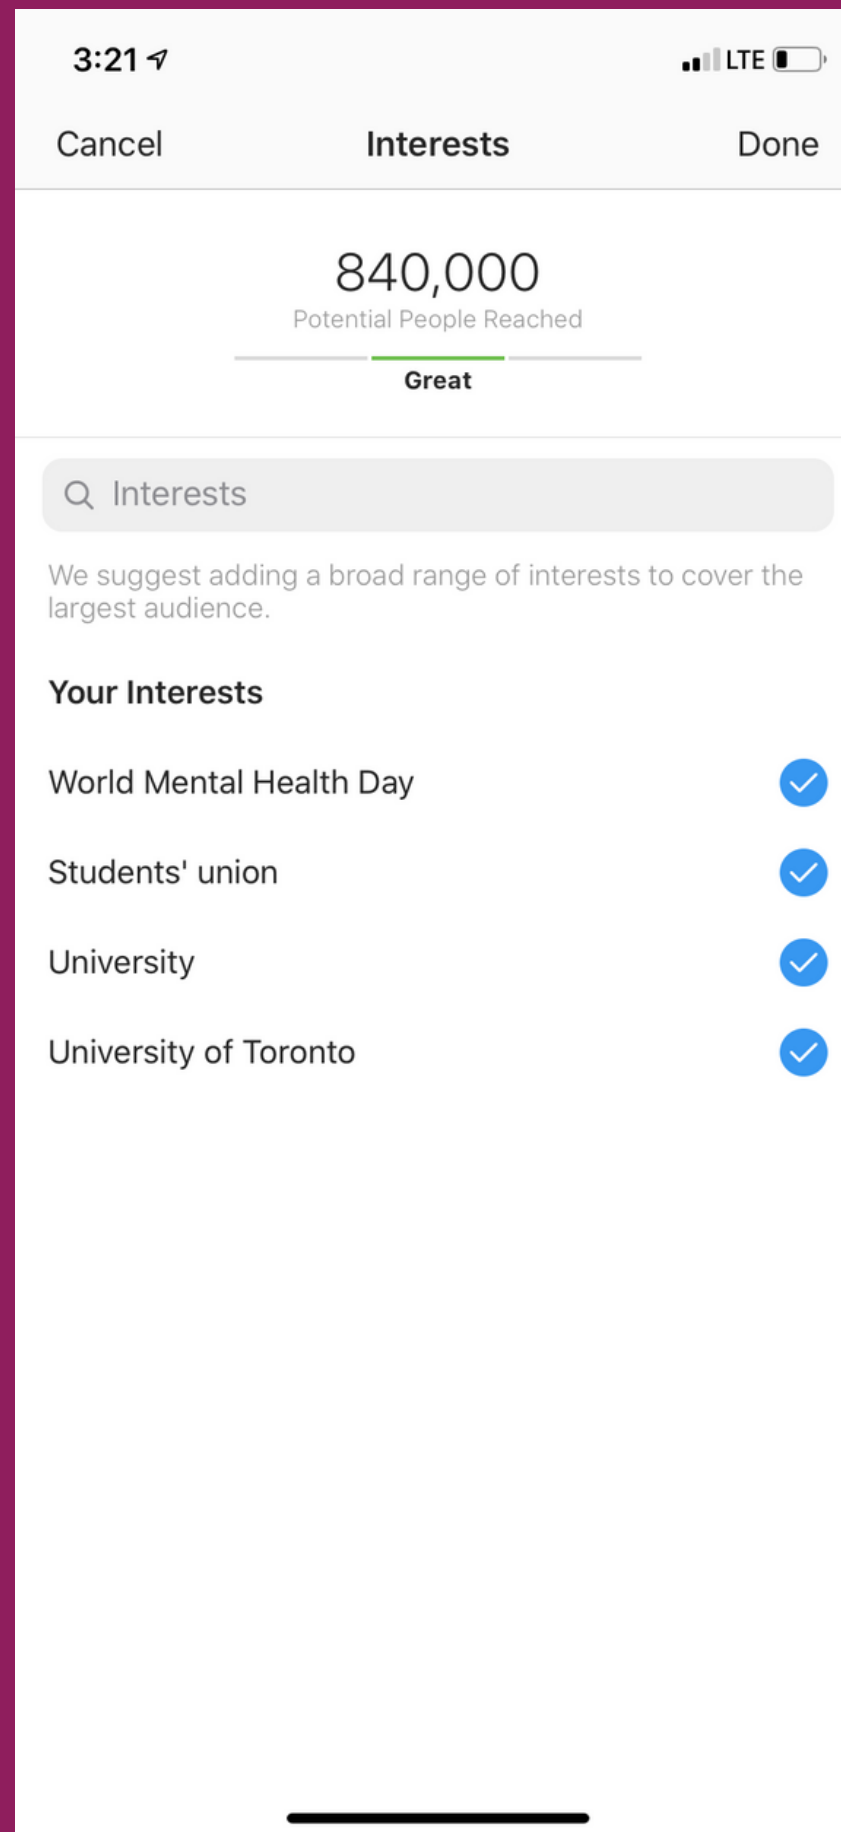 3:21 LTE
Cancel Interests Done
840,000
Potential People Reached
Great
Interests
We suggest adding a broad range of interests to cover the
largest audience.
Your Interests
World Mental Health Day
Students' union
University
University of Toronto